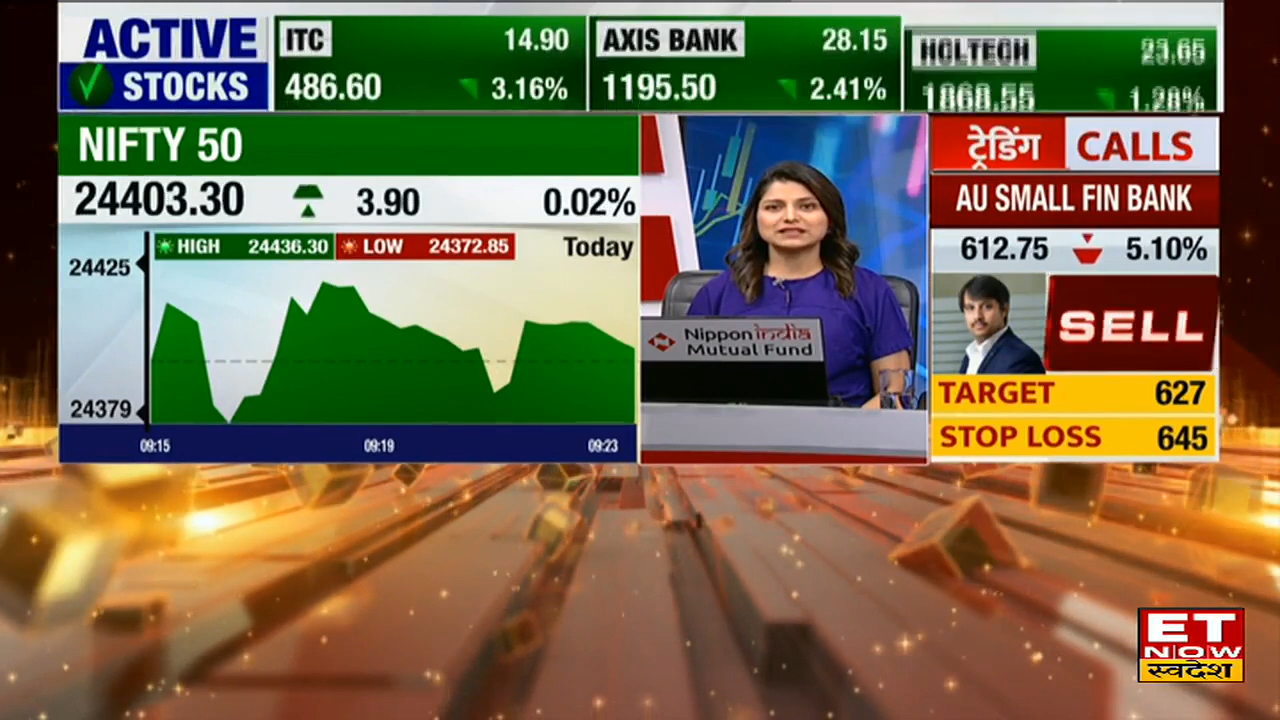 ACTIVE
STOCKS
ITC 14.90
486.60 3.16%
AXIS BANK 28.15
1195.50 2.41%
HCLTECH 23.65
1.28%
NIFTY 50
24403.30 3.90 0.02%
HIGH 24436.30 LOW 24372.85 Today
24425
24379
09:15 09:19 09:23
Nippon india
Mutual Fund
ट्रेडिंग CALLS
AU SMALL FIN BANK
612.75 5.10%
SELL
TARGET 627
STOP LOSS 645
ET
NOW
स्वदेश